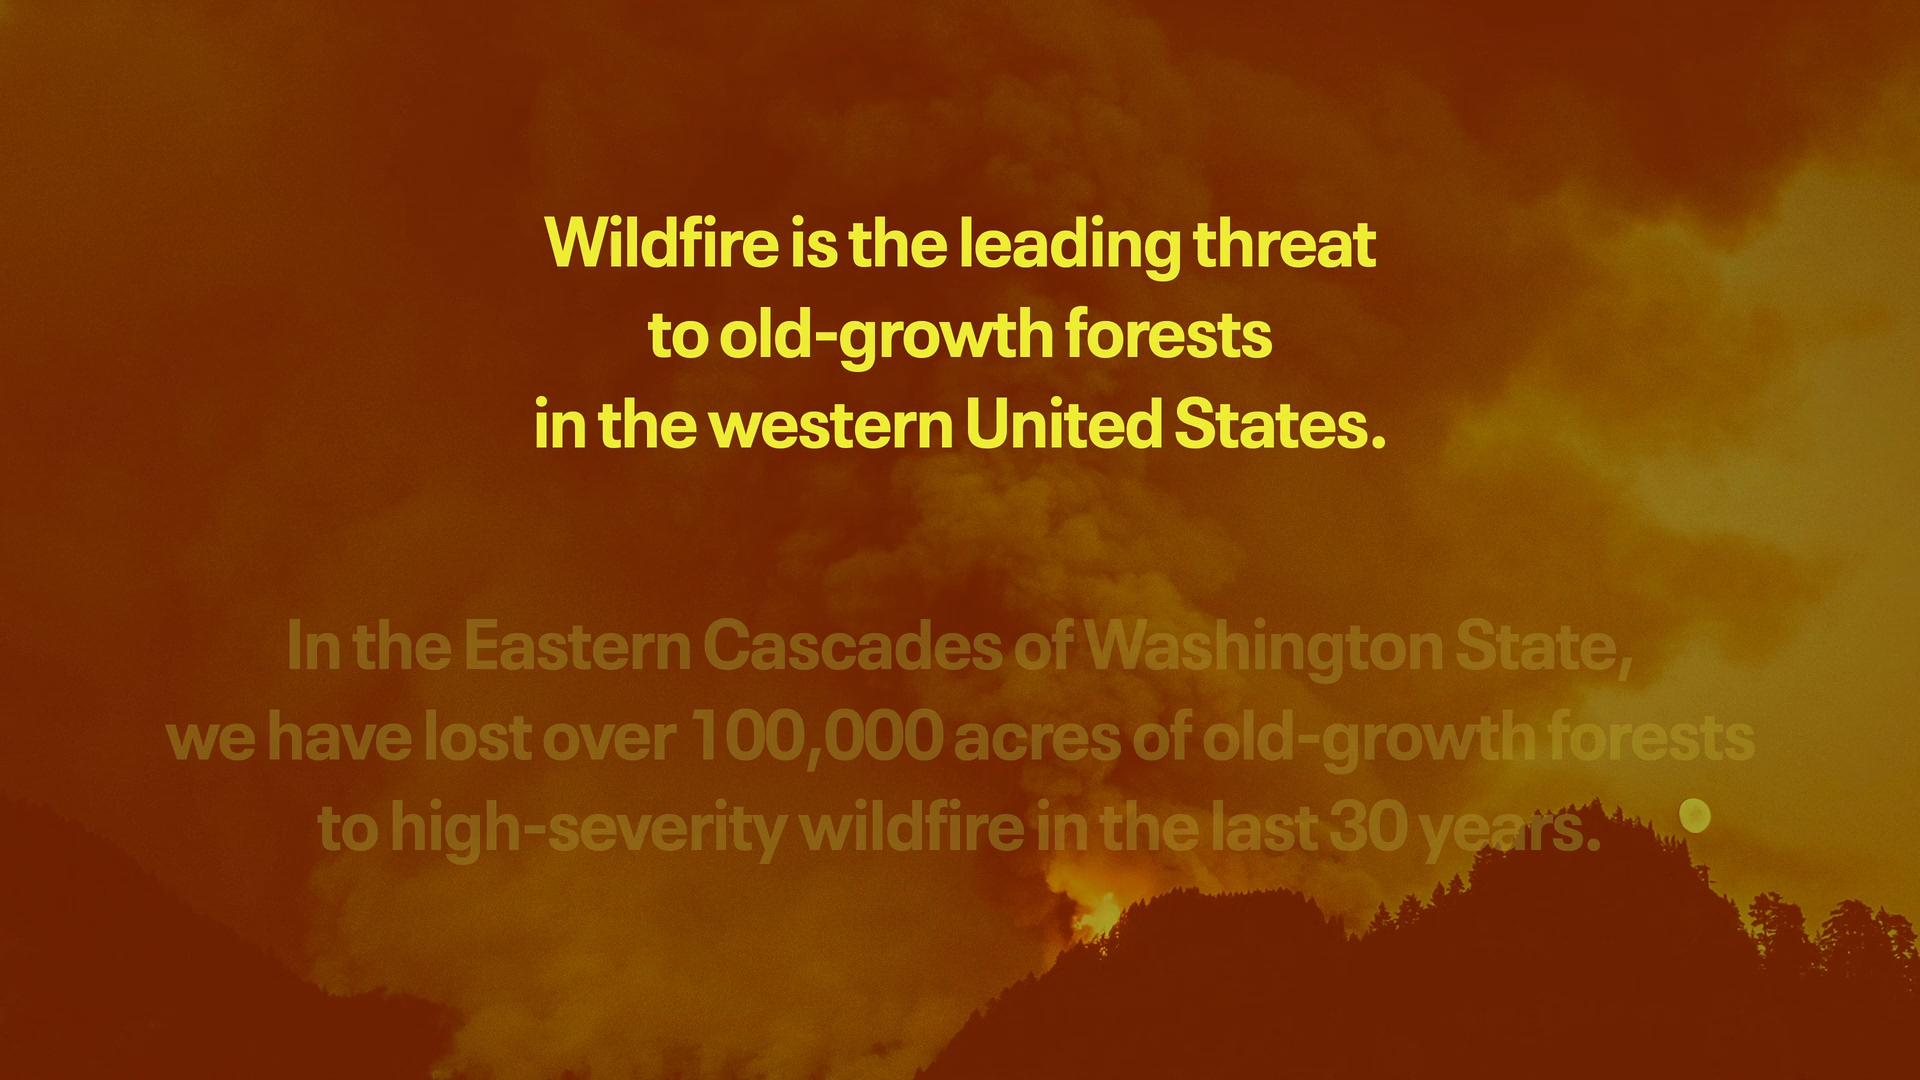 Wildfire is the leading threat
to old-growth forests
in the western United States.
In the Eastern Cascades of Washington State,
we have lost over 100,000 acres of old-growth forests
to high-severity wildfire in the last 30 years.